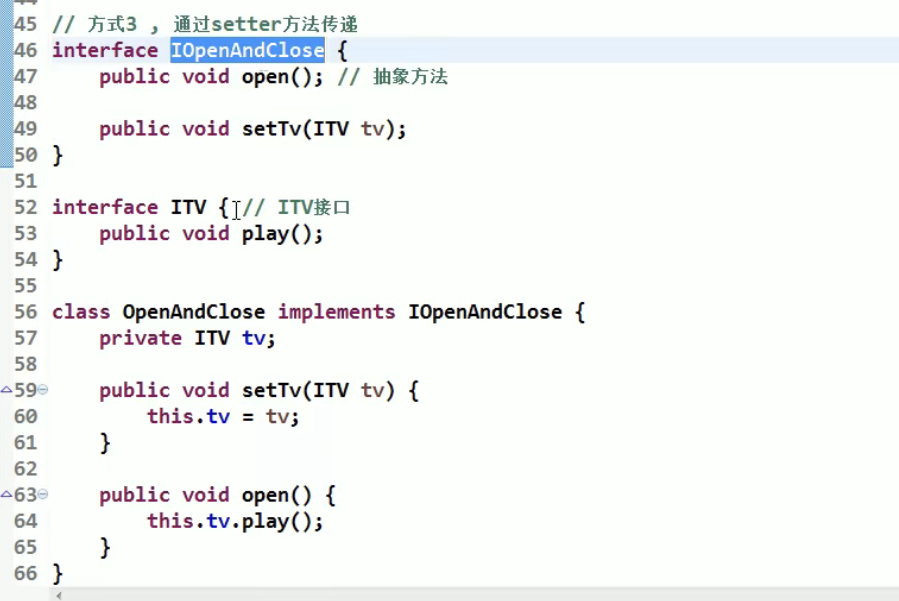 45 // 方式3 , 通过setter方法传递
46 interface IOpenAndClose {
47     public void open(); // 抽象方法
48
49     public void setTv(ITV tv);
50 }
51
52 interface ITV { // ITV接口
53     public void play();
54 }
55
56 class OpenAndClose implements IOpenAndClose {
57     private ITV tv;
58
59     public void setTv(ITV tv) {
60         this.tv = tv;
61     }
62
63     public void open() {
64         this.tv.play();
65     }
66 }